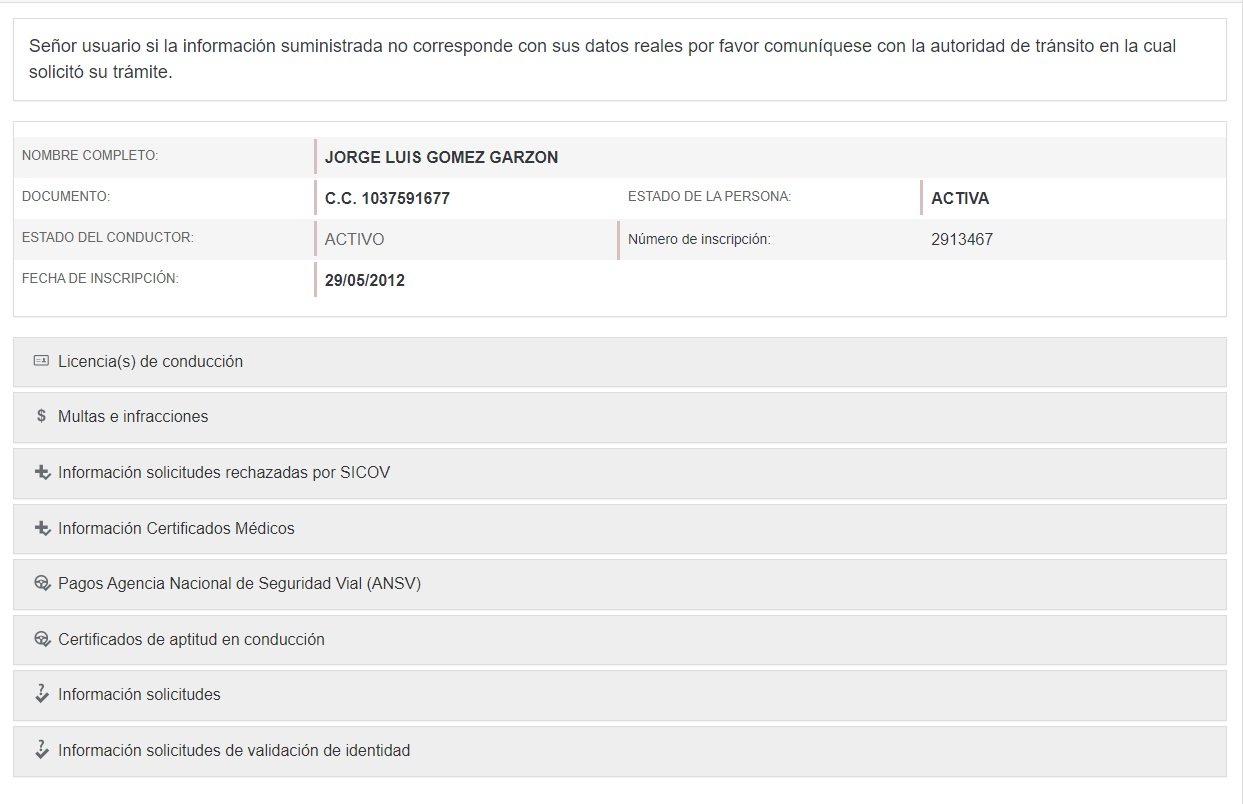 Señor usuario si la información suministrada no corresponde con sus datos reales por favor comuníquese con la autoridad de tránsito en la cual
solicitó su trámite.
NOMBRE COMPLETO: JORGE LUIS GOMEZ GARZON
DOCUMENTO: C.C. 1037591677 ESTADO DE LA PERSONA: ACTIVA
ESTADO DEL CONDUCTOR: ACTIVO Número de inscripción: 2913467
FECHA DE INSCRIPCIÓN: 29/05/2012
Licencia(s) de conducción
$ Multas e infracciones
Información solicitudes rechazadas por SICOV
Información Certificados Médicos
Pagos Agencia Nacional de Seguridad Vial (ANSV)
Certificados de aptitud en conducción
Información solicitudes
Información solicitudes de validación de identidad